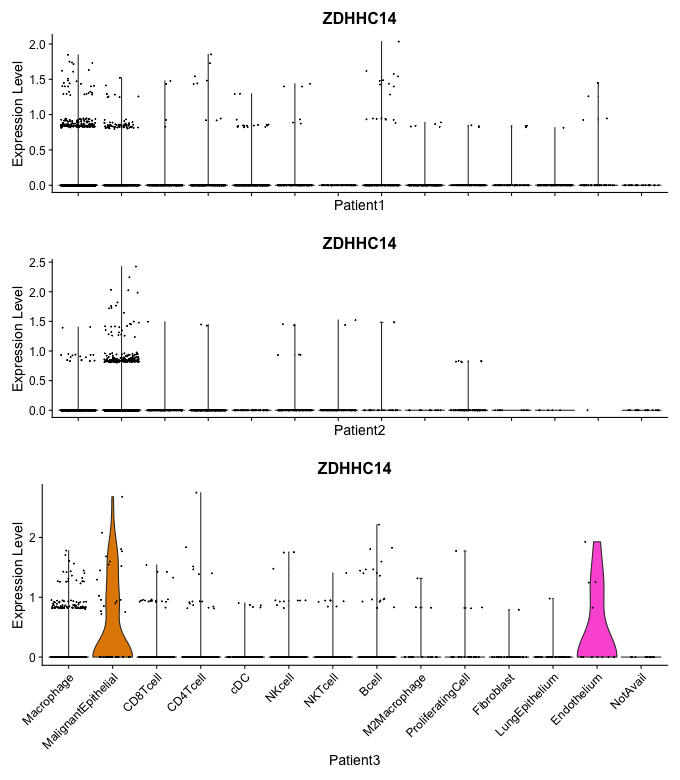 ZDHHC14
2.0
1.5
1.0
0.5
0.0
Expression Level
Patient1
ZDHHC14
2.5
2.0
1.5
1.0
0.5
0.0
Expression Level
Patient2
ZDHHC14
2
1
0
Expression Level
Macrophage
MalignantEpithelial
CD8Tcell
CD4Tcell
cDC
NKcell
NKTcell
Bcell
M2Macrophage
ProliferatingCell
Fibroblast
LungEpithelium
Endothelium
NotAvail
Patient3